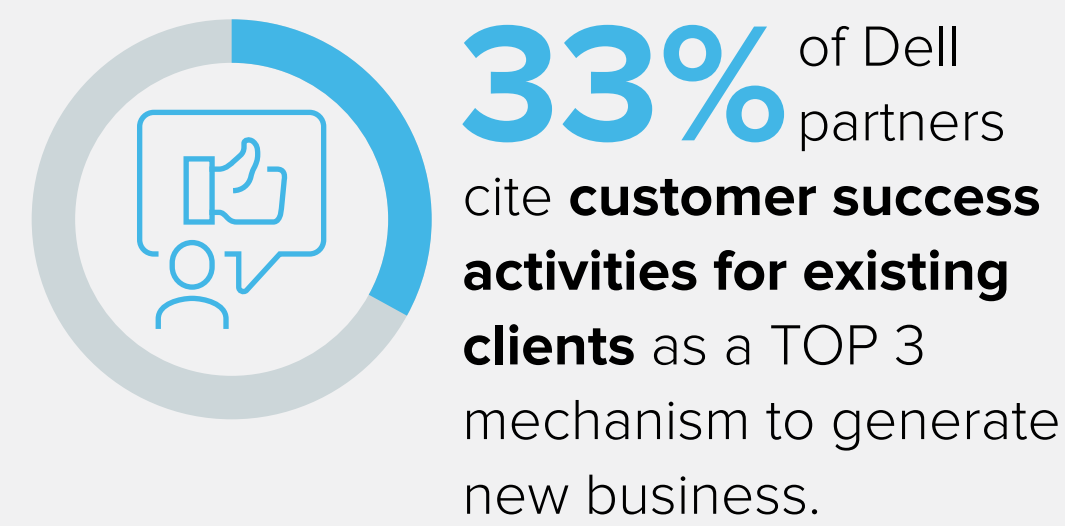 33% of Dell
partners
cite customer success
activities for existing
clients as a TOP 3
mechanism to generate
new business.